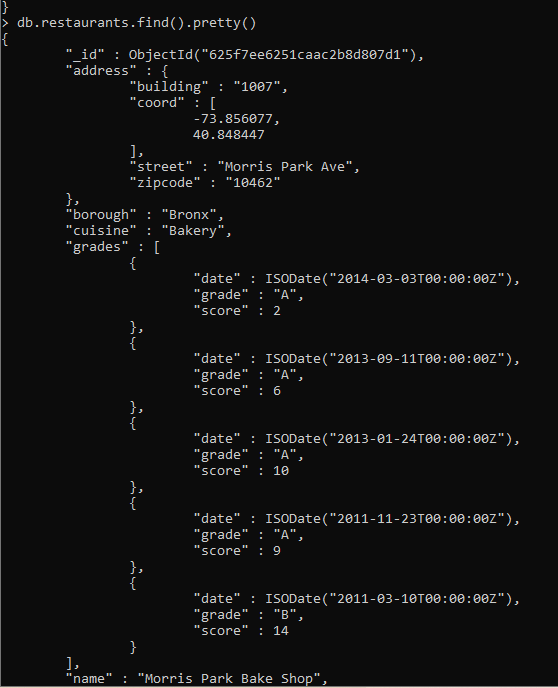 }
> db.restaurants.find().pretty()
{
        "_id" : ObjectId("625f7ee6251caac2b8d807d1"),
        "address" : {
                "building" : "1007",
                "coord" : [
                        -73.856077,
                        40.848447
                ],
                "street" : "Morris Park Ave",
                "zipcode" : "10462"
        },
        "borough" : "Bronx",
        "cuisine" : "Bakery",
        "grades" : [
                {
                        "date" : ISODate("2014-03-03T00:00:00Z"),
                        "grade" : "A",
                        "score" : 2
                },
                {
                        "date" : ISODate("2013-09-11T00:00:00Z"),
                        "grade" : "A",
                        "score" : 6
                },
                {
                        "date" : ISODate("2013-01-24T00:00:00Z"),
                        "grade" : "A",
                        "score" : 10
                },
                {
                        "date" : ISODate("2011-11-23T00:00:00Z"),
                        "grade" : "A",
                        "score" : 9
                },
                {
                        "date" : ISODate("2011-03-10T00:00:00Z"),
                        "grade" : "B",
                        "score" : 14
                }
        ],
        "name" : "Morris Park Bake Shop",